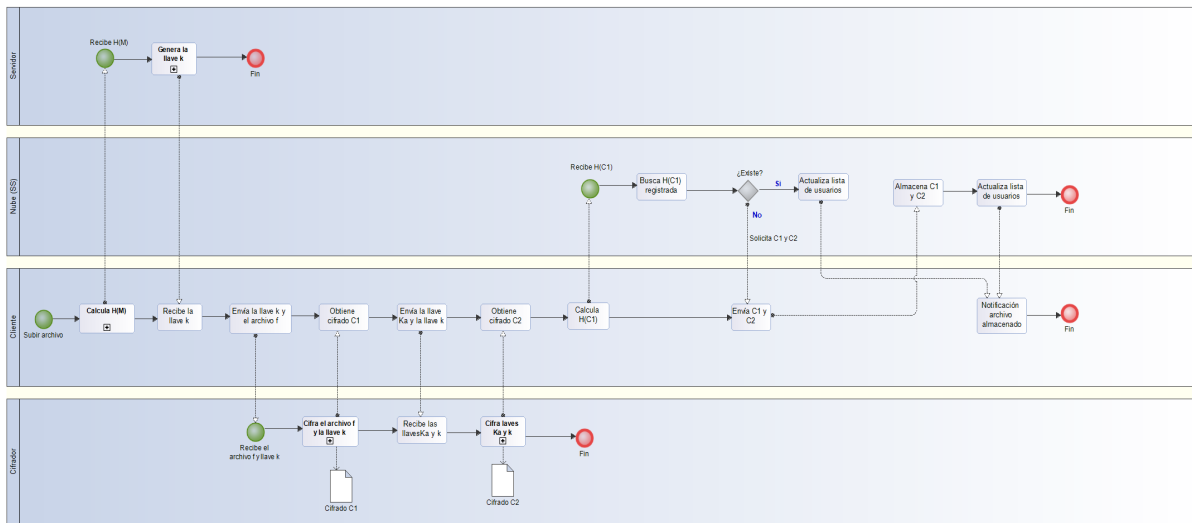 Servidor
Recibe H(M)
Genera la
llave k
Fin
Nube (SS)
Recibe H(C1)
Busca H(C1)
registrada
¿Existe?
Si
No
Solicita C1 y C2
Actualiza lista
de usuarios
Almacena C1
y C2
Actualiza lista
de usuarios
Fin
Cliente
Subir archivo
Calcula H(M)
Recibe la
llave k
Envía la llave k y
el archivo f
Obtiene
cifrado C1
Envía la llave
Ka y la llave k
Obtiene
cifrado C2
Calcula
H(C1)
Envía C1 y
C2
Notificación
archivo
almacenado
Fin
Cifrador
Recibe el
archivo f y llave k
Cifra el archivo f
y la llave k
Cifrado C1
Recibe las
llavesKa y k
Cifra laves
Ka y k
Cifrado C2
Fin